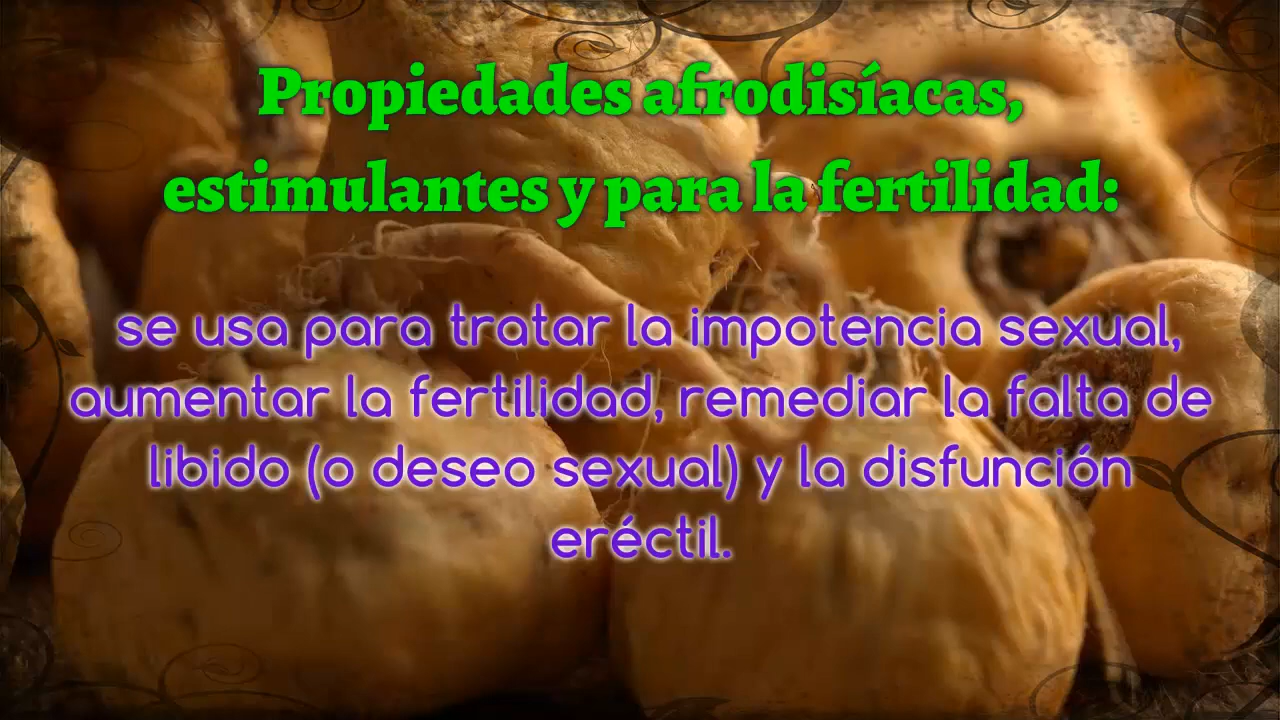 Propiedades afrodisíacas,
estimulantes y para la fertilidad:
se usa para tratar la impotencia sexual,
aumentar la fertilidad, remediar la falta de
libido (o deseo sexual) y la disfunción
eréctil.